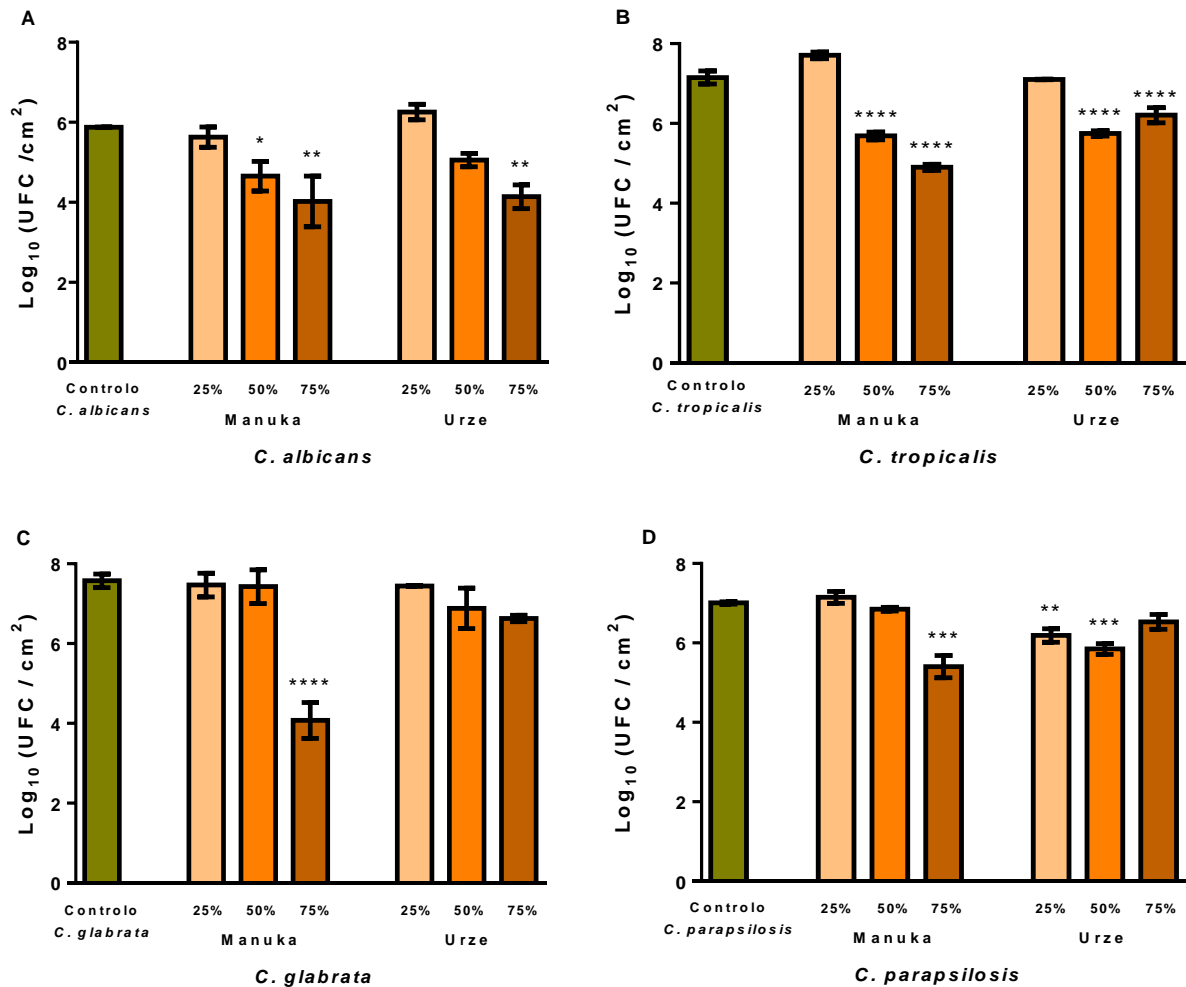 A
Log10 (UFC /cm2)
8
6
4
2
0
*
**
**
Controlo 25% 50% 75% 25% 50% 75%
C. albicans
Manuka Urze
C. albicans
B
Log10 (UFC / cm2)
8
6
4
2
0
****
****
****
****
Controlo 25% 50% 75% 25% 50% 75%
C. tropicalis
Manuka Urze
C. tropicalis
C
Log10 (UFC / cm2)
8
6
4
2
0
****
Controlo 25% 50% 75% 25% 50% 75%
C. glabrata
Manuka Urze
C. glabrata
D
Log10 (UFC / cm2)
8
6
4
2
0
***
**
***
Controlo 25% 50% 75% 25% 50% 75%
C. parapsilosis
Manuka Urze
C. parapsilosis